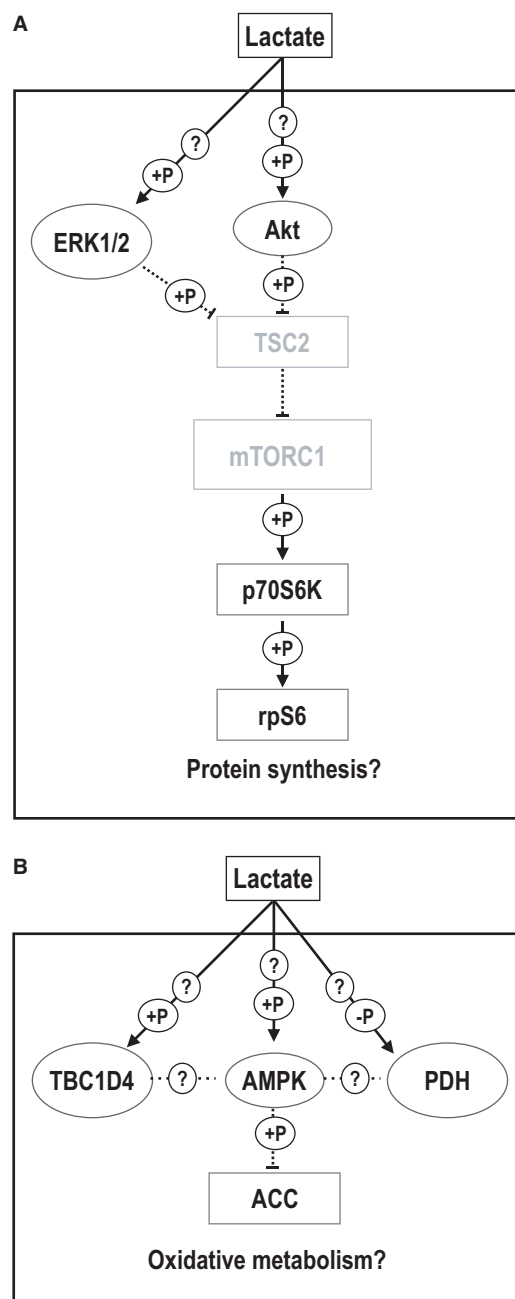 A
Lactate
? ?
+P +P
ERK1/2 Akt
+P +P
TSC2
mTORC1
+P
p70S6K
+P
rpS6
Protein synthesis?
B
Lactate
? ? ?
+P +P -P
TBC1D4 ? AMPK ? PDH
+P
ACC
Oxidative metabolism?